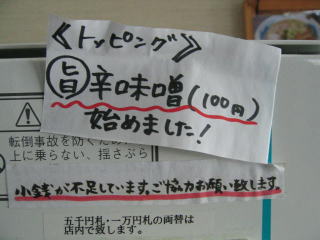 ≪トッピング≫
旨辛味噌(100円)
始めました!
転倒事故を防ぐため
上に乗らない、揺さぶら
小銭が不足しています。ご協力お願い致します。
五千円札・一万円札の両替は
店内で致します。